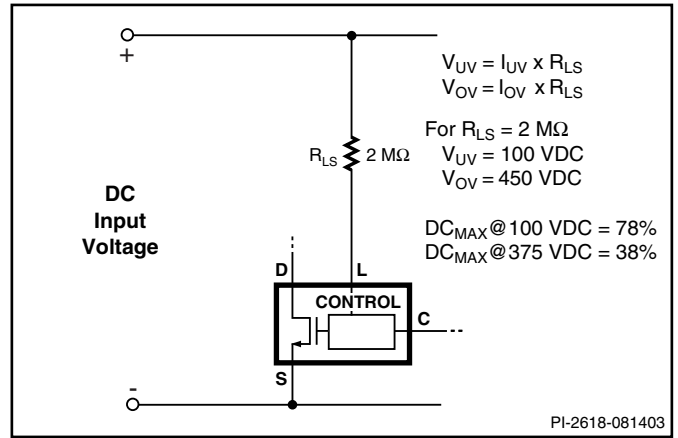 +
V_UV = I_UV x R_LS
V_OV = I_OV x R_LS
For R_LS = 2 MΩ
V_UV = 100 VDC
V_OV = 450 VDC
R_LS 2 MΩ
DC
Input
Voltage
DC_MAX@100 VDC = 78%
DC_MAX@375 VDC = 38%
D L
CONTROL
C
S
-
PI-2618-081403